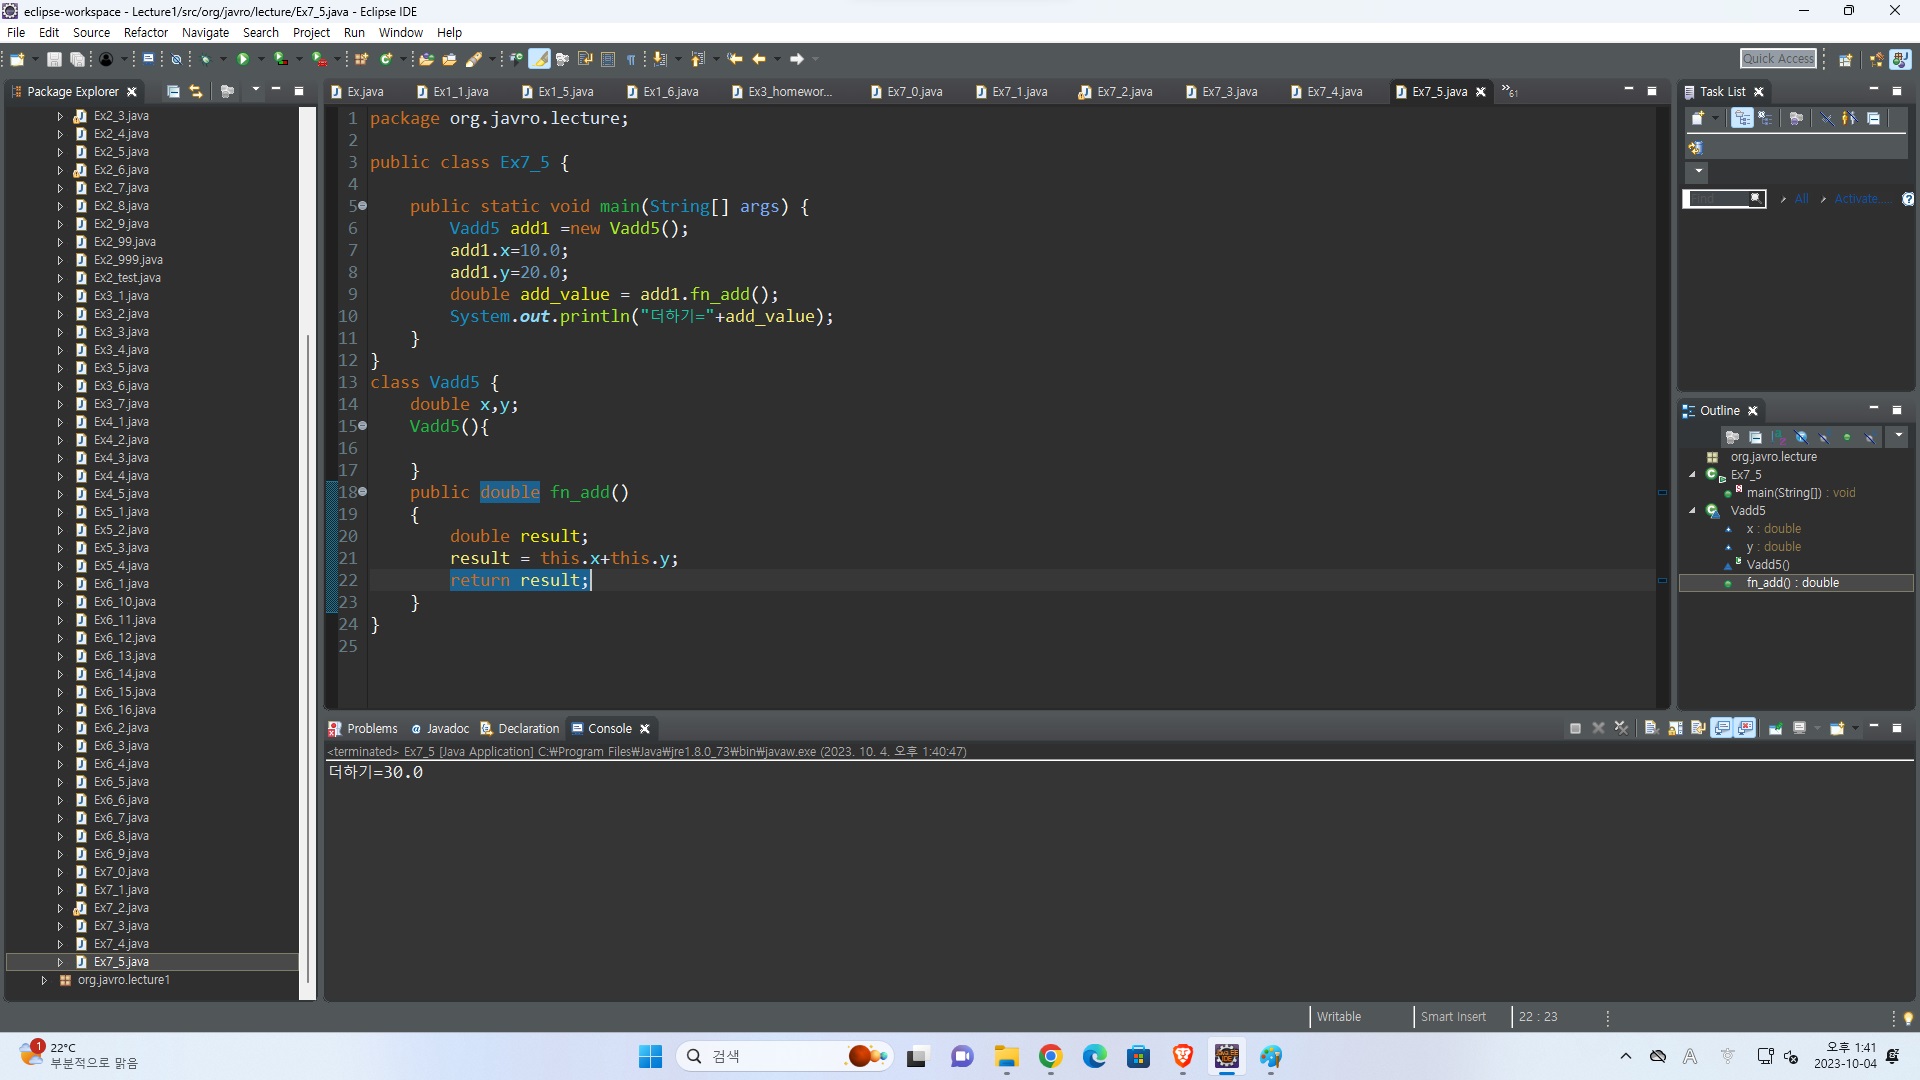 eclipse-workspace - Lecture1/src/org/javro/lecture/Ex7_5.java - Eclipse IDE
File Edit Source Refactor Navigate Search Project Run Window Help
Quick Access
Package Explorer
Ex2_3.java
Ex2_4.java
Ex2_5.java
Ex2_6.java
Ex2_7.java
Ex2_8.java
Ex2_9.java
Ex2_99.java
Ex2_999.java
Ex2_test.java
Ex3_1.java
Ex3_2.java
Ex3_3.java
Ex3_4.java
Ex3_5.java
Ex3_6.java
Ex3_7.java
Ex4_1.java
Ex4_2.java
Ex4_3.java
Ex4_4.java
Ex4_5.java
Ex5_1.java
Ex5_2.java
Ex5_3.java
Ex5_4.java
Ex6_1.java
Ex6_10.java
Ex6_11.java
Ex6_12.java
Ex6_13.java
Ex6_14.java
Ex6_15.java
Ex6_16.java
Ex6_2.java
Ex6_3.java
Ex6_4.java
Ex6_5.java
Ex6_6.java
Ex6_7.java
Ex6_8.java
Ex6_9.java
Ex7_0.java
Ex7_1.java
Ex7_2.java
Ex7_3.java
Ex7_4.java
Ex7_5.java
org.javro.lecture1
Ex.java Ex1_1.java Ex1_5.java Ex1_6.java Ex3_homewor... Ex7_0.java Ex7_1.java Ex7_2.java Ex7_3.java Ex7_4.java Ex7_5.java »61
1 package org.javro.lecture;
2
3 public class Ex7_5 {
4
5 public static void main(String[] args) {
6 Vadd5 add1 =new Vadd5();
7 add1.x=10.0;
8 add1.y=20.0;
9 double add_value = add1.fn_add();
10 System.out.println("더하기="+add_value);
11 }
12 }
13 class Vadd5 {
14 double x,y;
15 Vadd5(){
16
17 }
18 public double fn_add()
19 {
20 double result;
21 result = this.x+this.y;
22 return result;
23 }
24 }
25
Task List
Find All Activate...
Outline
org.javro.lecture
Ex7_5
main(String[]) : void
Vadd5
x : double
y : double
Vadd5()
fn_add() : double
Problems Javadoc Declaration Console
<terminated> Ex7_5 [Java Application] C:₩Program Files₩Java₩jre1.8.0_73₩bin₩javaw.exe (2023. 10. 4. 오후 1:40:47)
더하기=30.0
Writable Smart Insert 22 : 23
1
22°C
부분적으로 맑음
검색
오후 1:41
2023-10-04